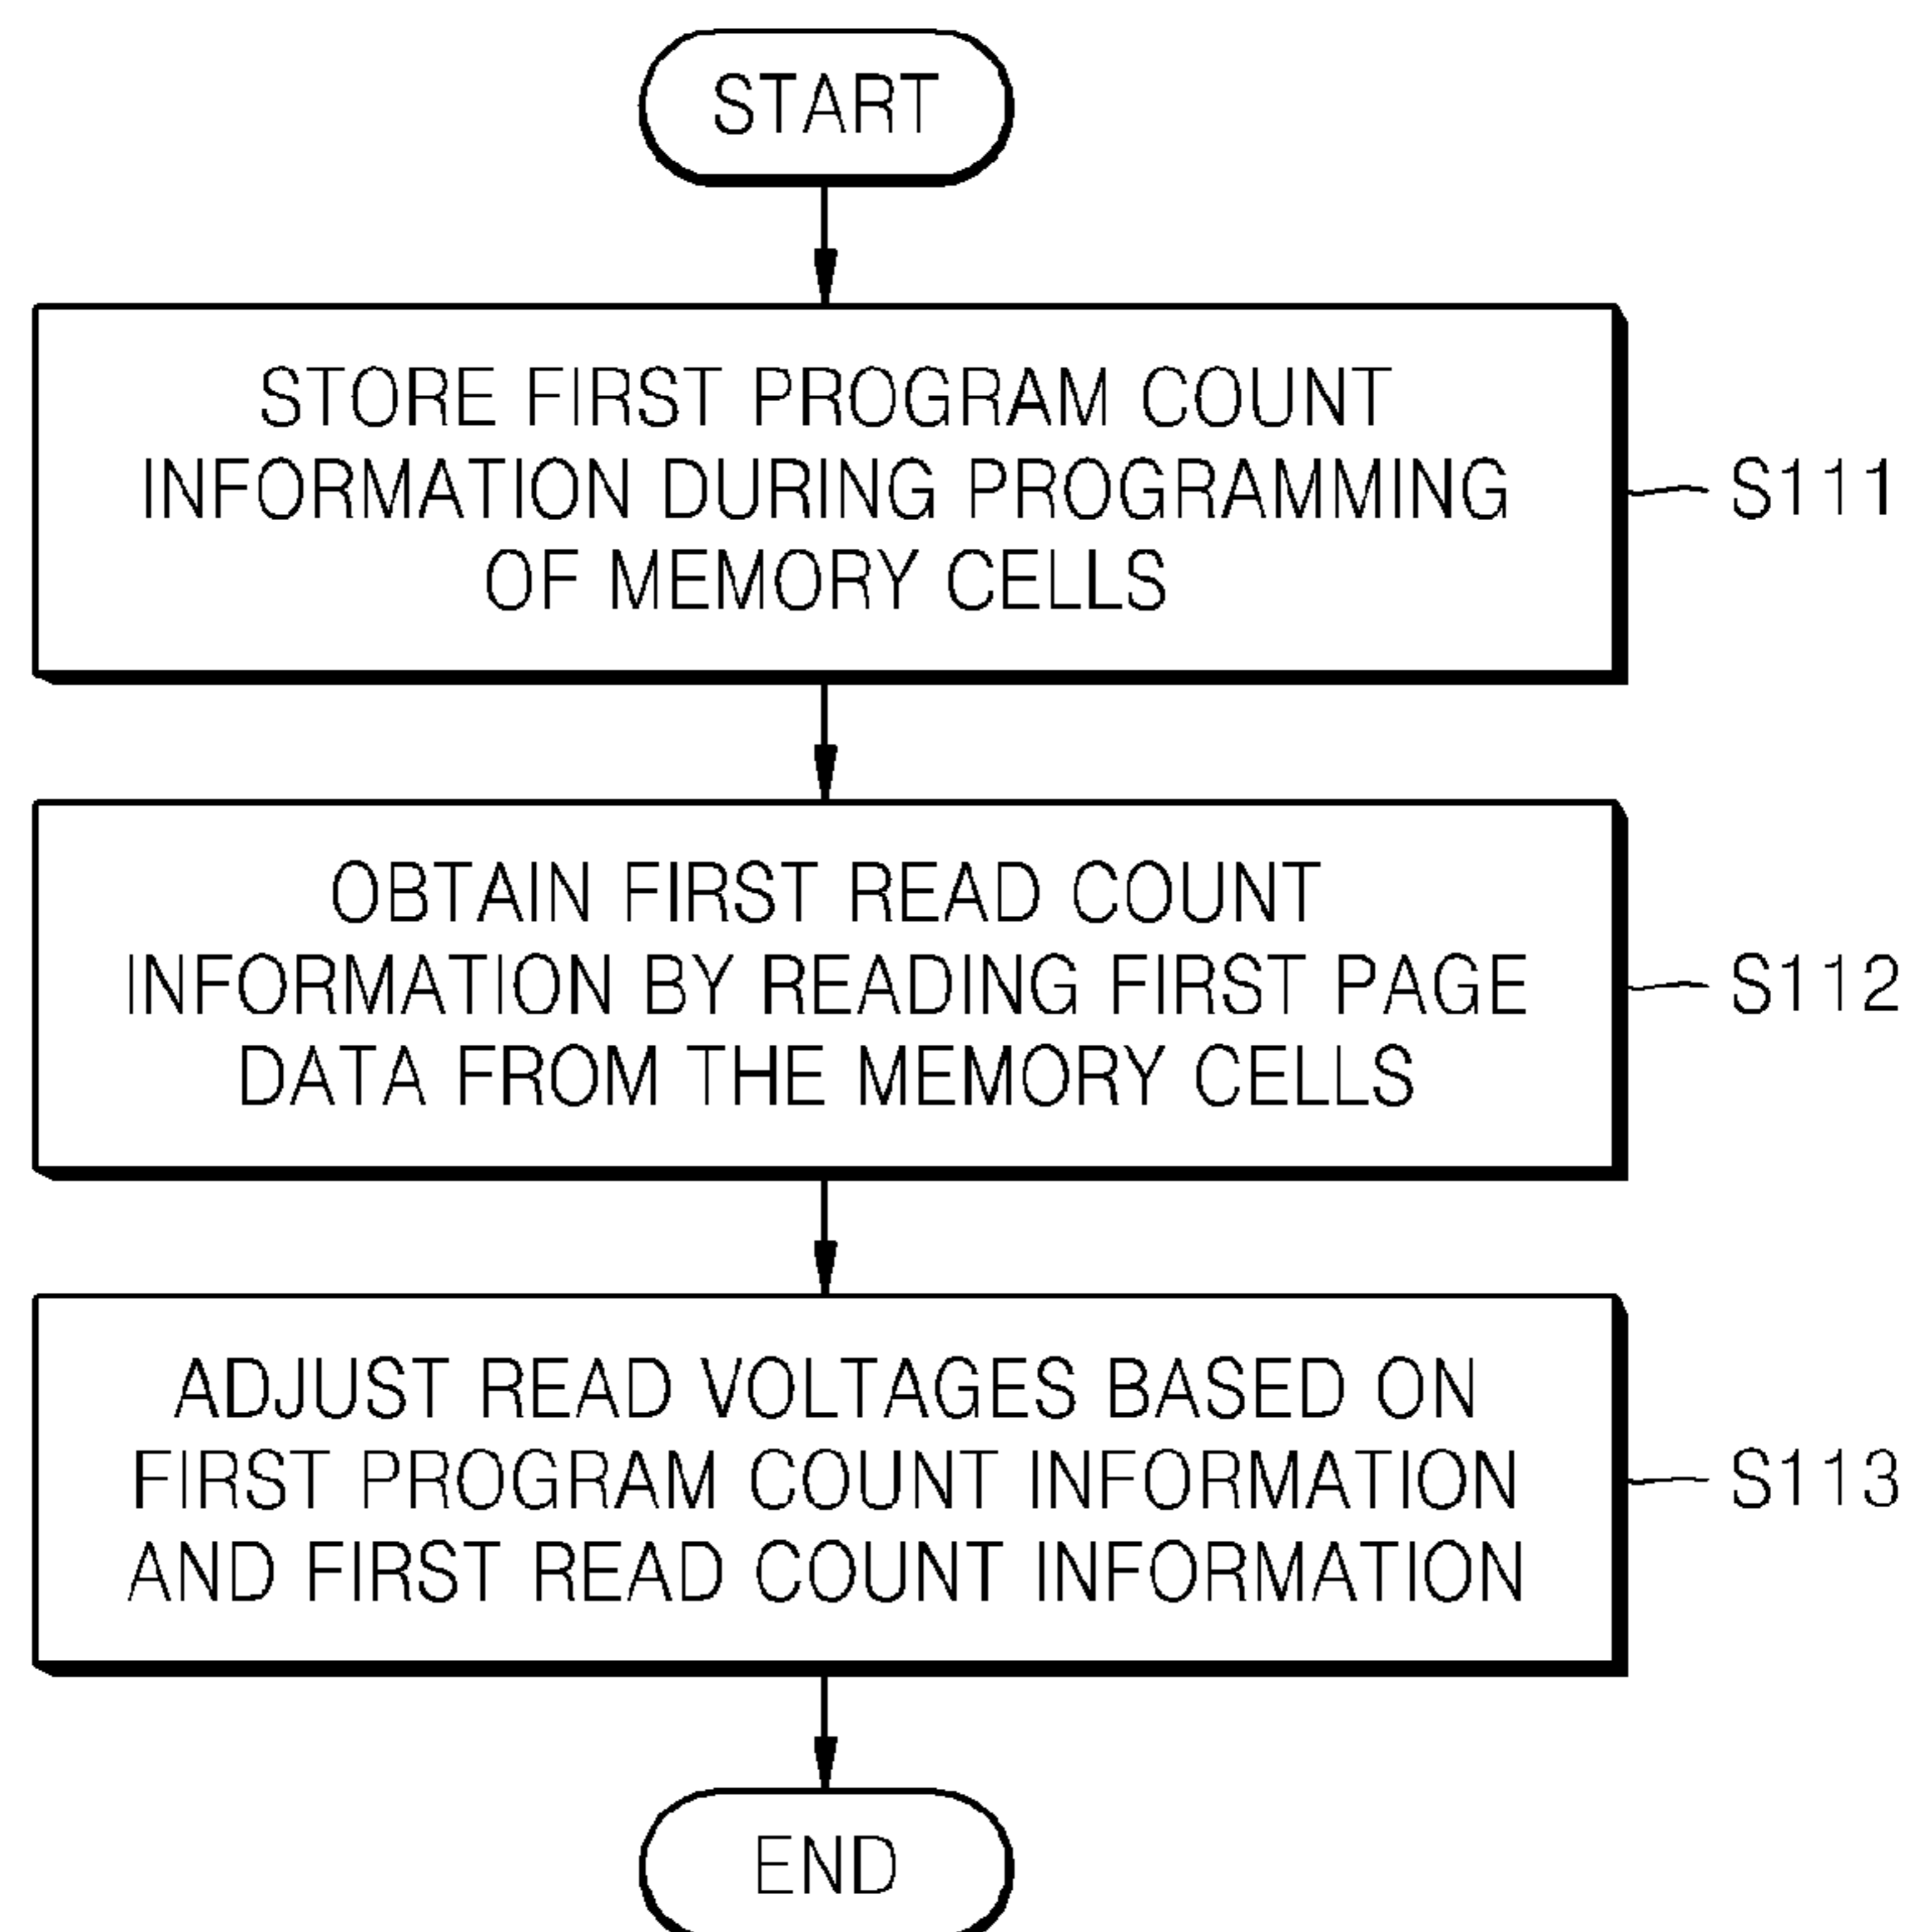 START
STORE FIRST PROGRAM COUNT
INFORMATION DURING PROGRAMMING
OF MEMORY CELLS
S111
OBTAIN FIRST READ COUNT
INFORMATION BY READING FIRST PAGE
DATA FROM THE MEMORY CELLS
S112
ADJUST READ VOLTAGES BASED ON
FIRST PROGRAM COUNT INFORMATION
AND FIRST READ COUNT INFORMATION
S113
END